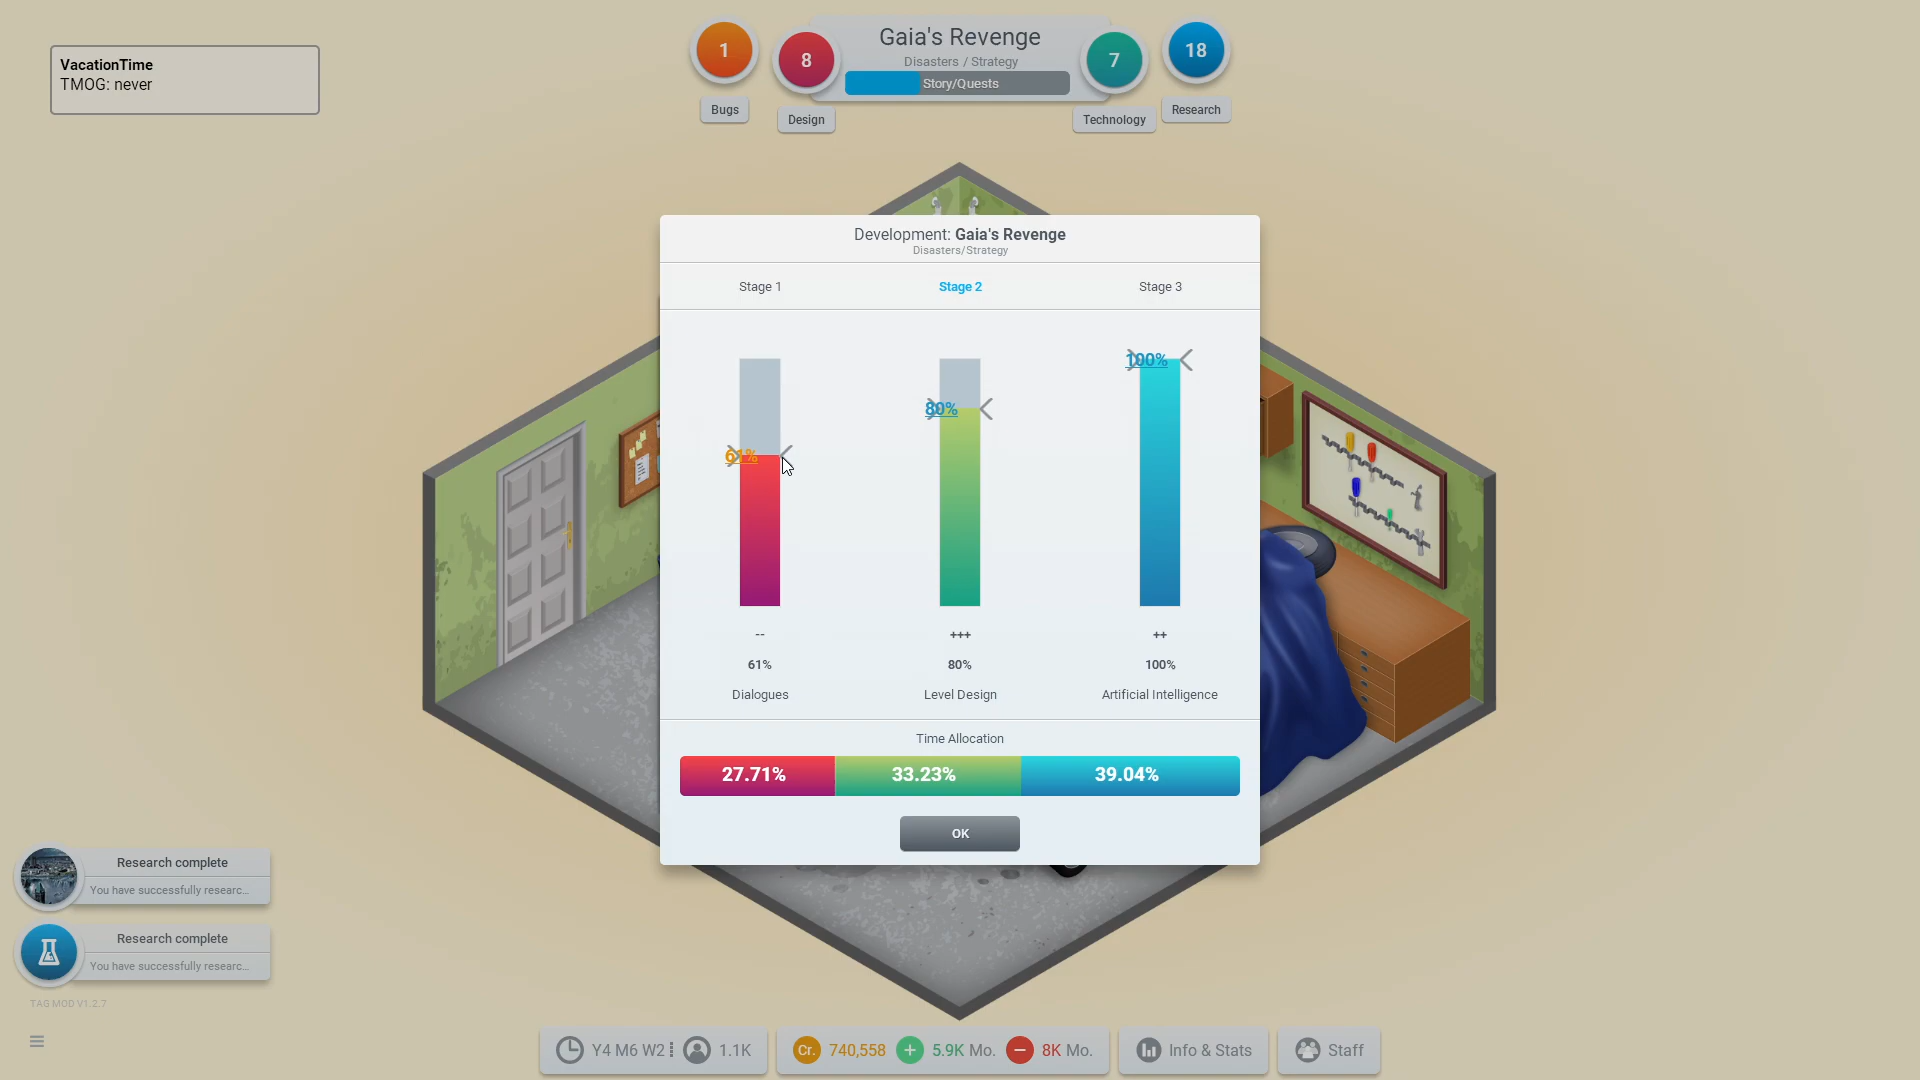 VacationTime
TMOG: never
1
Bugs
8
Design
Gaia's Revenge
Disasters / Strategy
Story/Quests
7
Technology
18
Research
Development: Gaia's Revenge
Disasters/Strategy
Stage 1
Stage 2
Stage 3
61%
80%
100%
--
+++
++
61%
80%
100%
Dialogues
Level Design
Artificial Intelligence
Time Allocation
27.71%
33.23%
39.04%
OK
Research complete
You have successfully researc...
Research complete
You have successfully researc...
TAG MOD V1.2.7
Y4 M6 W2
1.1K
Cr. 740,558
5.9K Mo.
8K Mo.
Info & Stats
Staff